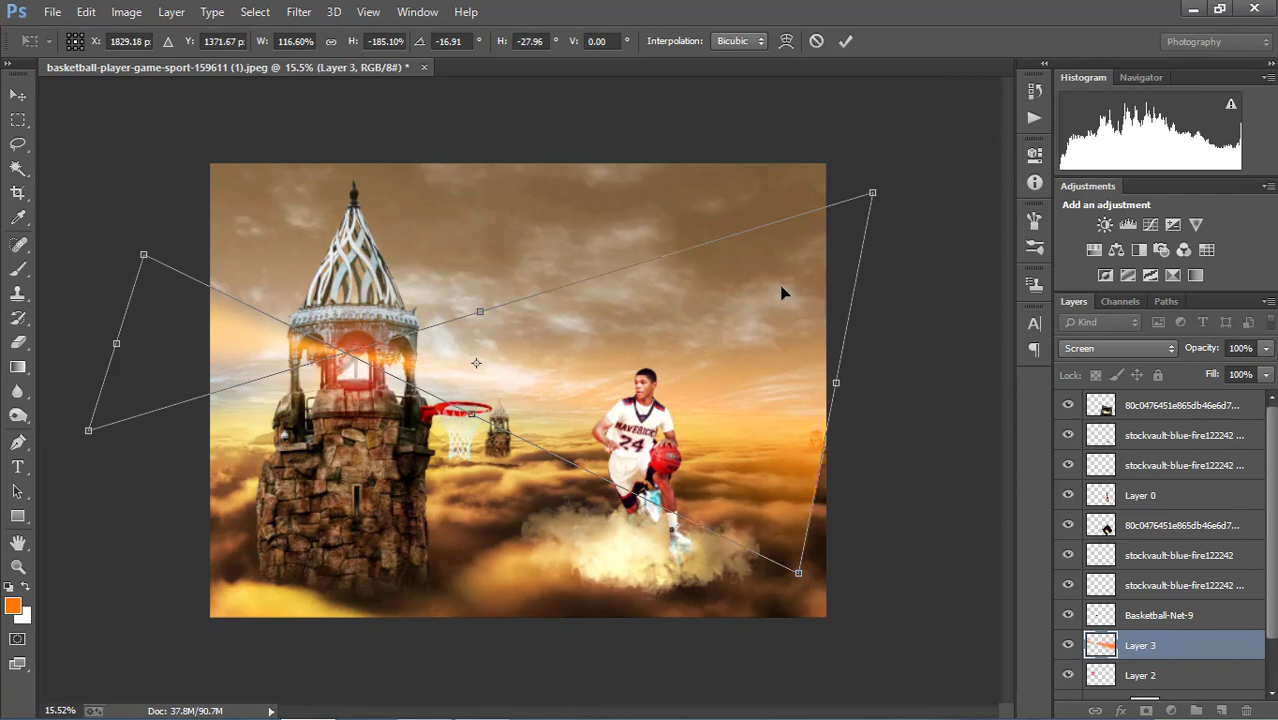 Ps File Edit Image Layer Type Select Filter 3D View Window Help
X: 1829.18 p: Y: 1371.67 p: W: 116.60% H: -185.10% -16.91 ° H: -27.96 ° V: 0.00 ° Interpolation: Bicubic Photography
basketball-player-game-sport-159611 (1).jpeg @ 15.5% (Layer 3, RGB/8#) *
Histogram Navigator
Adjustments
Add an adjustment
Layers Channels Paths
Kind
Screen Opacity: 100%
Lock: Fill: 100%
80c0476451e865db46e6d7...
stockvault-blue-fire122242 ...
stockvault-blue-fire122242 ...
Layer 0
80c0476451e865db46e6d7...
stockvault-blue-fire122242
stockvault-blue-fire122242 ...
Basketball-Net-9
Layer 3
Layer 2
MAVERICKS
24
15.52% Doc: 37.8M/90.7M